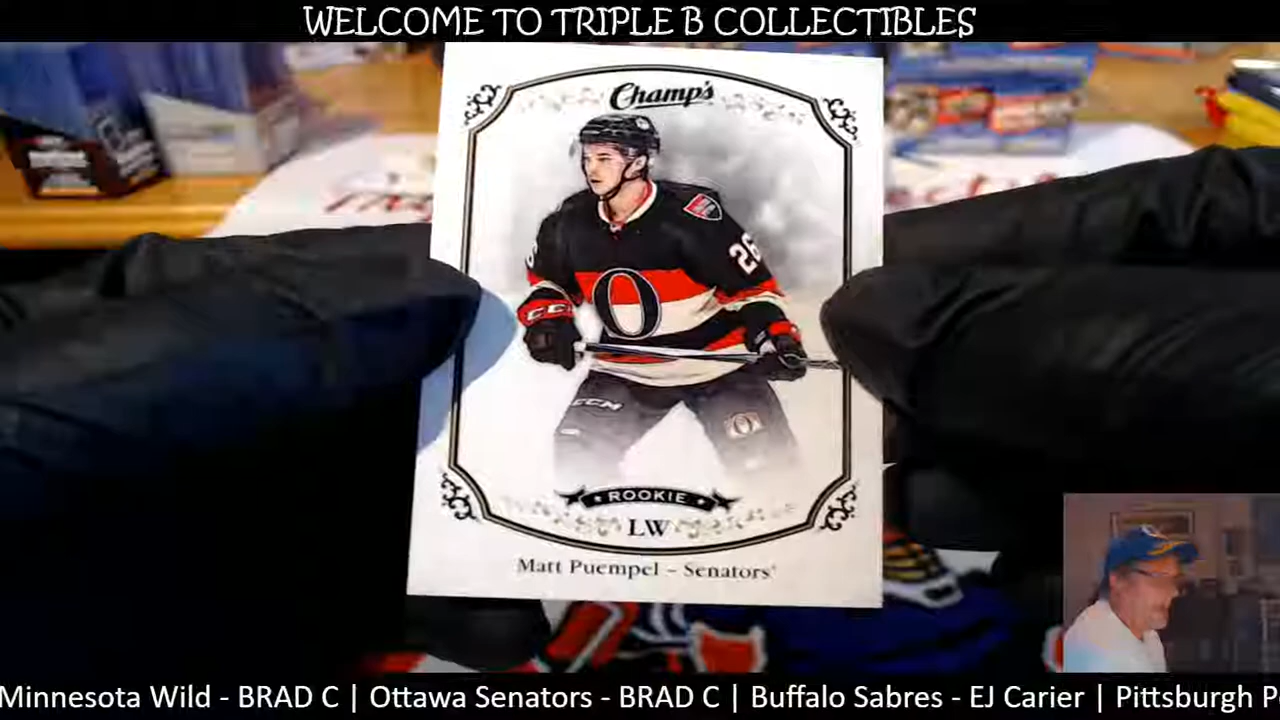 WELCOME TO TRIPLE B COLLECTIBLES
Champ's
26
CCM
O
CCM
O
★ ROOKIE ★
LW
Matt Puempel - Senators'
Minnesota Wild - BRAD C | Ottawa Senators - BRAD C | Buffalo Sabres - EJ Carier | Pittsburgh P